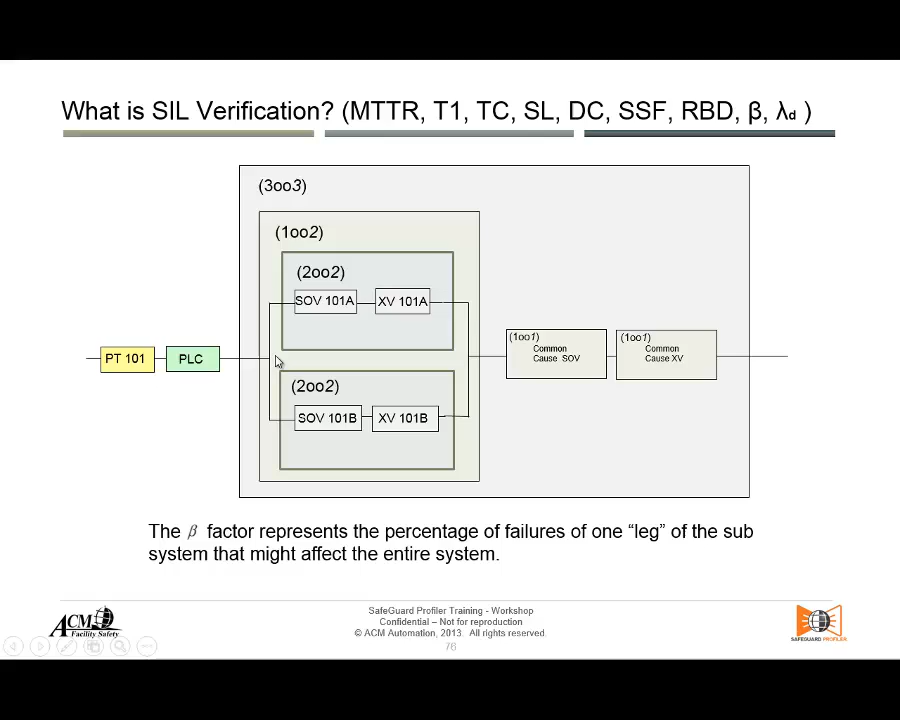 What is SIL Verification? (MTTR, T1, TC, SL, DC, SSF, RBD, β, λd )
(3oo3)
(1oo2)
(2oo2)
SOV 101A
XV 101A
PT 101
PLC
(1oo1)
Common
Cause SOV
(1oo1)
Common
Cause XV
(2oo2)
SOV 101B
XV 101B
The β factor represents the percentage of failures of one “leg” of the sub
system that might affect the entire system.
ACM
Facility Safety
SafeGuard Profiler Training - Workshop
Confidential – Not for reproduction
© ACM Automation, 2013. All rights reserved.
76
SAFEGUARD PROFILER